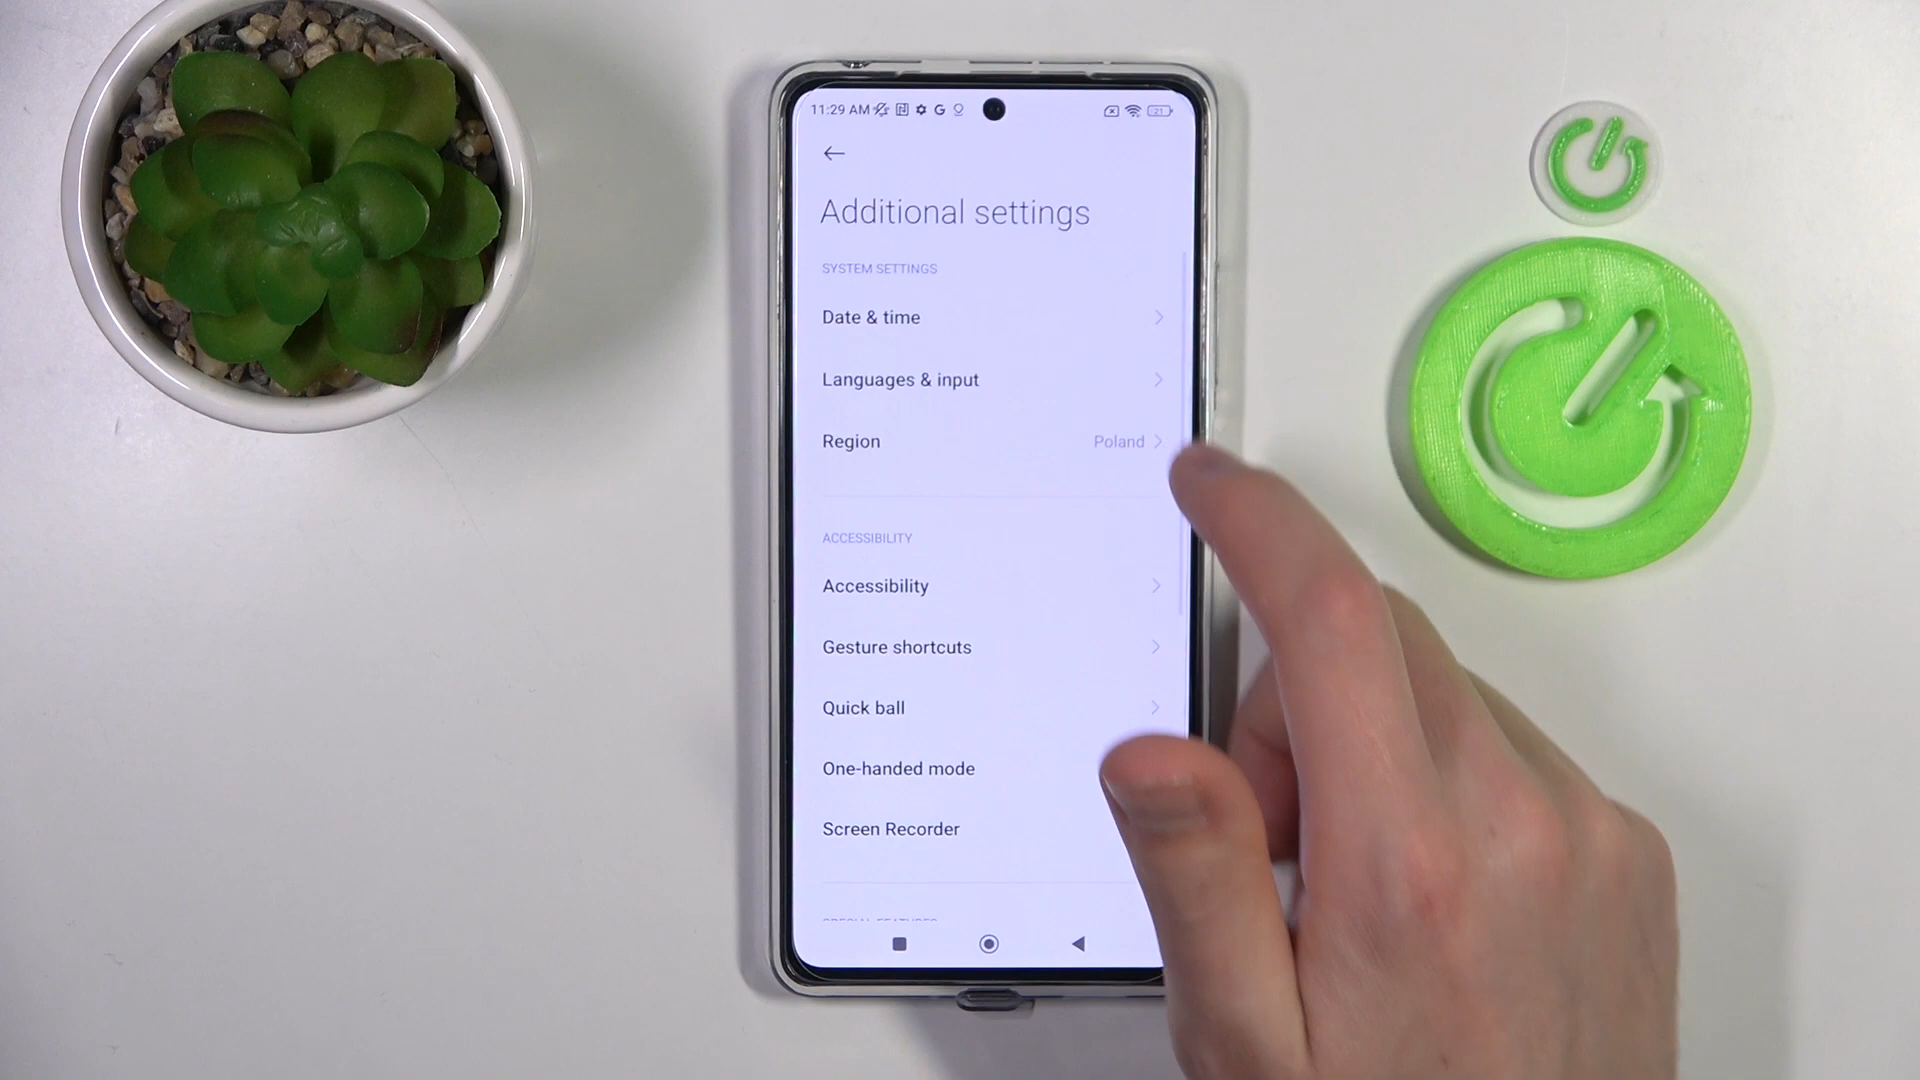 11:29 AM
21
Additional settings
SYSTEM SETTINGS
Date & time
Languages & input
Region Poland
ACCESSIBILITY
Accessibility
Gesture shortcuts
Quick ball
One-handed mode
Screen Recorder